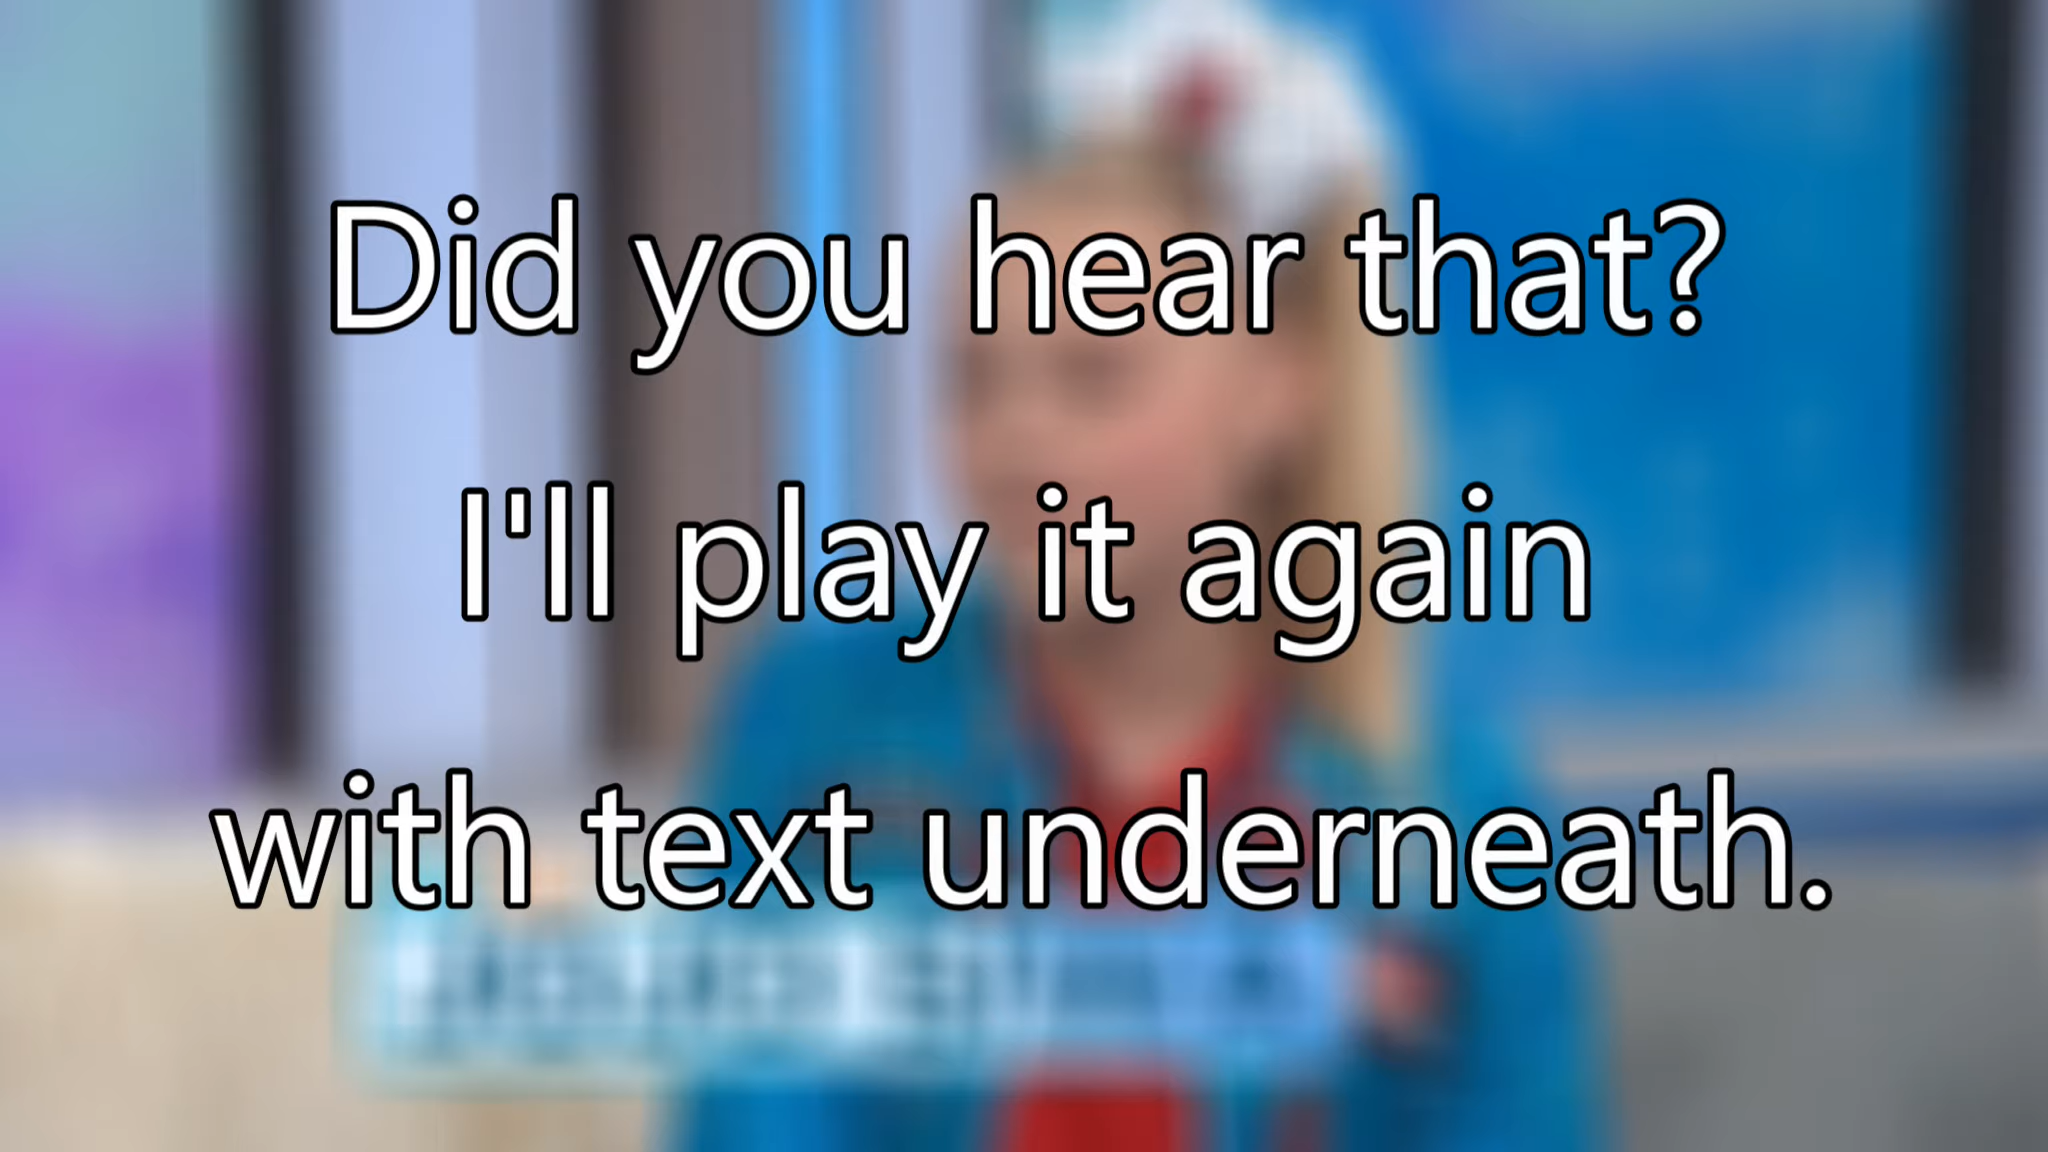 Did you hear that?
I'll play it again
with text underneath.